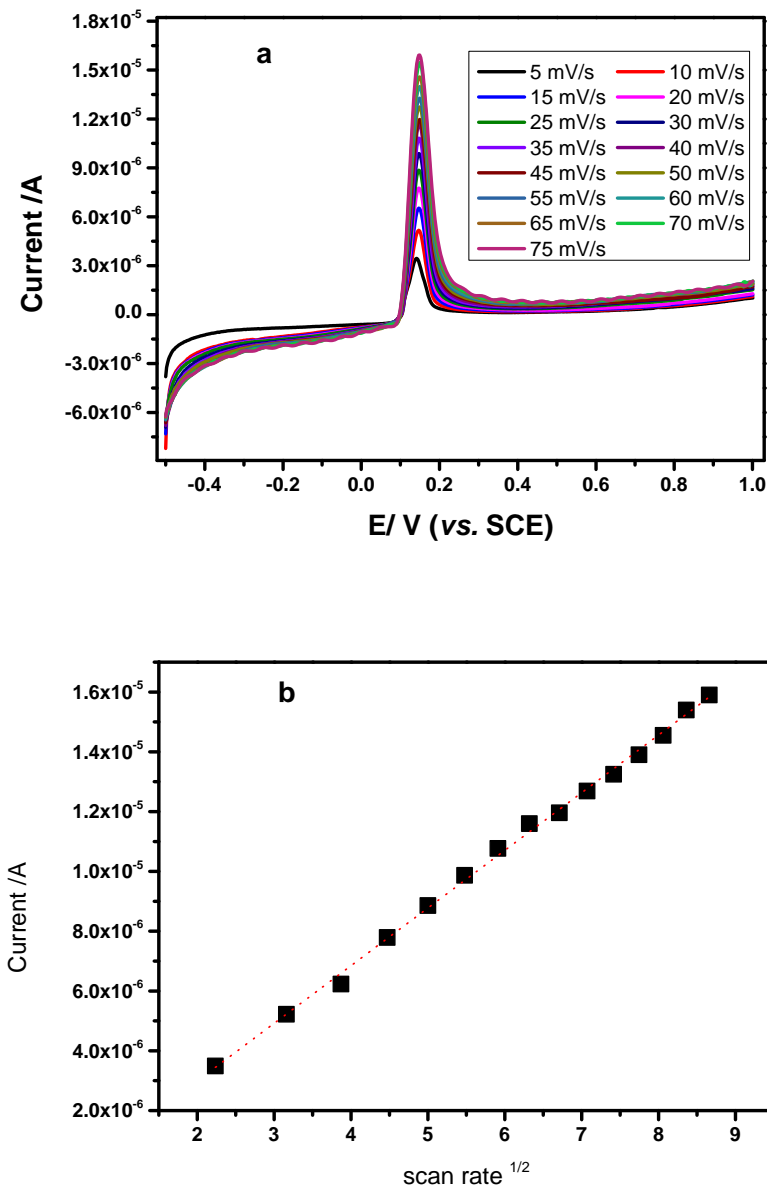 1.8x10⁻⁵
1.5x10⁻⁵
1.2x10⁻⁵
9.0x10⁻⁶
6.0x10⁻⁶
3.0x10⁻⁶
0.0
-3.0x10⁻⁶
-6.0x10⁻⁶
Current /A
a
5 mV/s 10 mV/s
15 mV/s 20 mV/s
25 mV/s 30 mV/s
35 mV/s 40 mV/s
45 mV/s 50 mV/s
55 mV/s 60 mV/s
65 mV/s 70 mV/s
75 mV/s
-0.4 -0.2 0.0 0.2 0.4 0.6 0.8 1.0
E/ V (vs. SCE)
b
1.6x10⁻⁵
1.4x10⁻⁵
1.2x10⁻⁵
1.0x10⁻⁵
8.0x10⁻⁶
6.0x10⁻⁶
4.0x10⁻⁶
2.0x10⁻⁶
Current /A
2 3 4 5 6 7 8 9
scan rate ¹/²